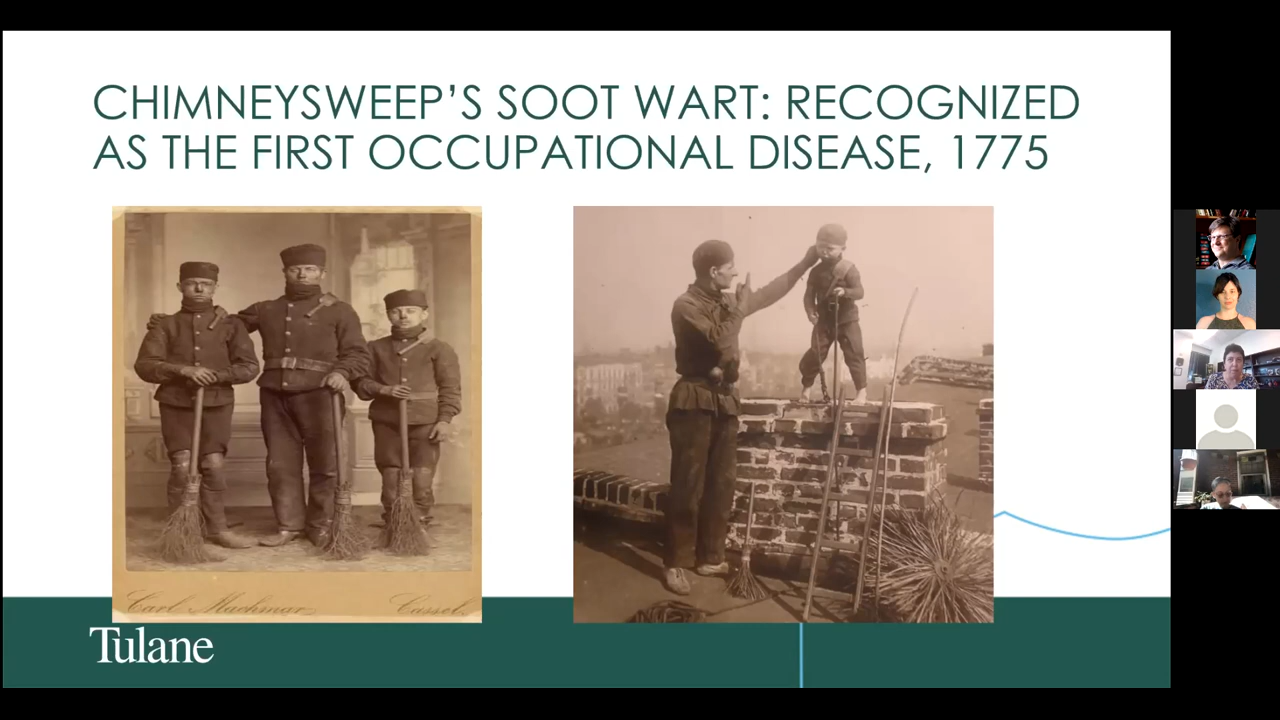 CHIMNEYSWEEP’S SOOT WART: RECOGNIZED
AS THE FIRST OCCUPATIONAL DISEASE, 1775
Carl Machmar Cassel.
Tulane